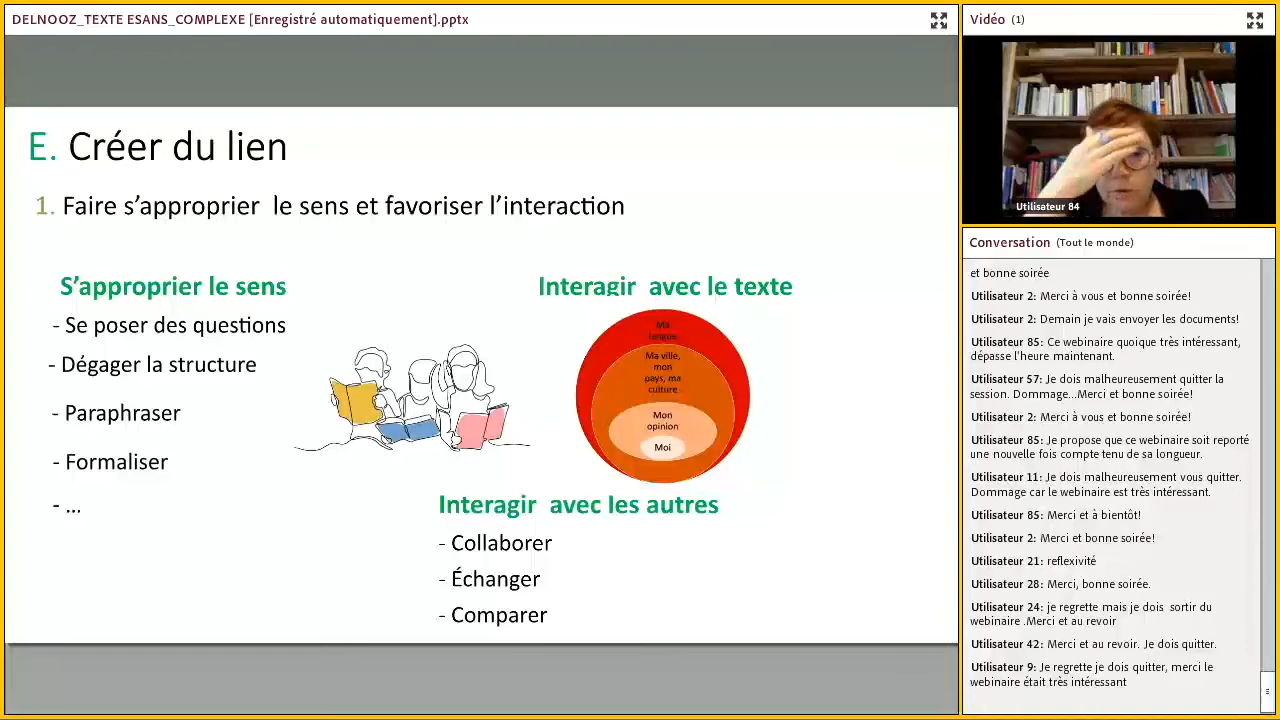 DELNOOZ_TEXTE ESANS_COMPLEXE [Enregistré automatiquement].pptx
E. Créer du lien
1. Faire s'approprier le sens et favoriser l'interaction
S'approprier le sens
- Se poser des questions
- Dégager la structure
- Paraphraser
- Formaliser
- ...
Interagir avec le texte
Ma
langue
Ma ville,
mon
pays, ma
culture
Mon
opinion
Moi
Interagir avec les autres
- Collaborer
- Échanger
- Comparer
Vidéo (1)
Utilisateur 84
Conversation (Tout le monde)
et bonne soirée
Utilisateur 2: Merci à vous et bonne soirée!
Utilisateur 2: Demain je vais envoyer les documents!
Utilisateur 85: Ce webinaire quoique très intéressant,
dépasse l'heure maintenant.
Utilisateur 57: Je dois malheureusement quitter la
session. Dommage...Merci et bonne soirée!
Utilisateur 2: Merci à vous et bonne soirée!
Utilisateur 85: Je propose que ce webinaire soit reporté
une nouvelle fois compte tenu de sa longueur.
Utilisateur 11: Je dois malheureusement vous quitter.
Dommage car le webinaire est très intéressant.
Utilisateur 85: Merci et à bientôt!
Utilisateur 2: Merci et bonne soirée!
Utilisateur 21: reflexivité
Utilisateur 28: Merci, bonne soirée.
Utilisateur 24: je regrette mais je dois sortir du
webinaire .Merci et au revoir
Utilisateur 42: Merci et au revoir. Je dois quitter.
Utilisateur 9: Je regrette je dois quitter, merci le
webinaire était très intéressant